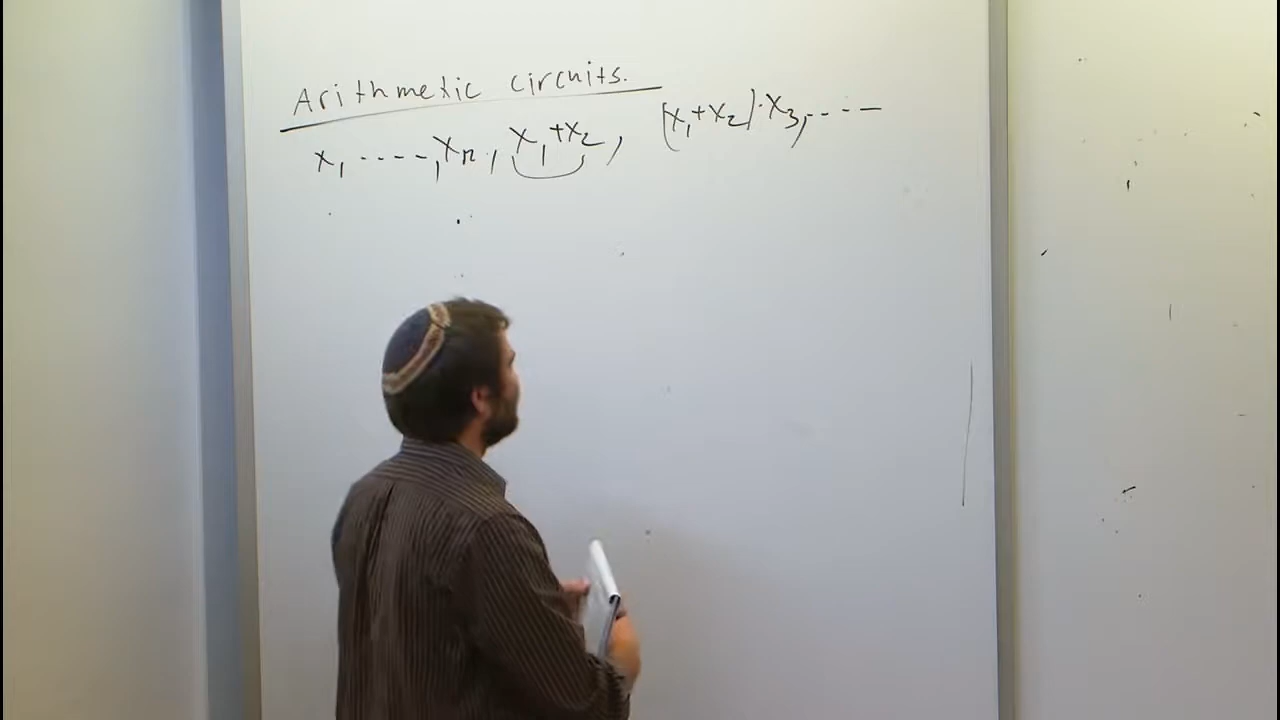 Arithmetic circuits.
x₁ ----, xₙ, x₁+x₂, (x₁+x₂)·x₃, ----